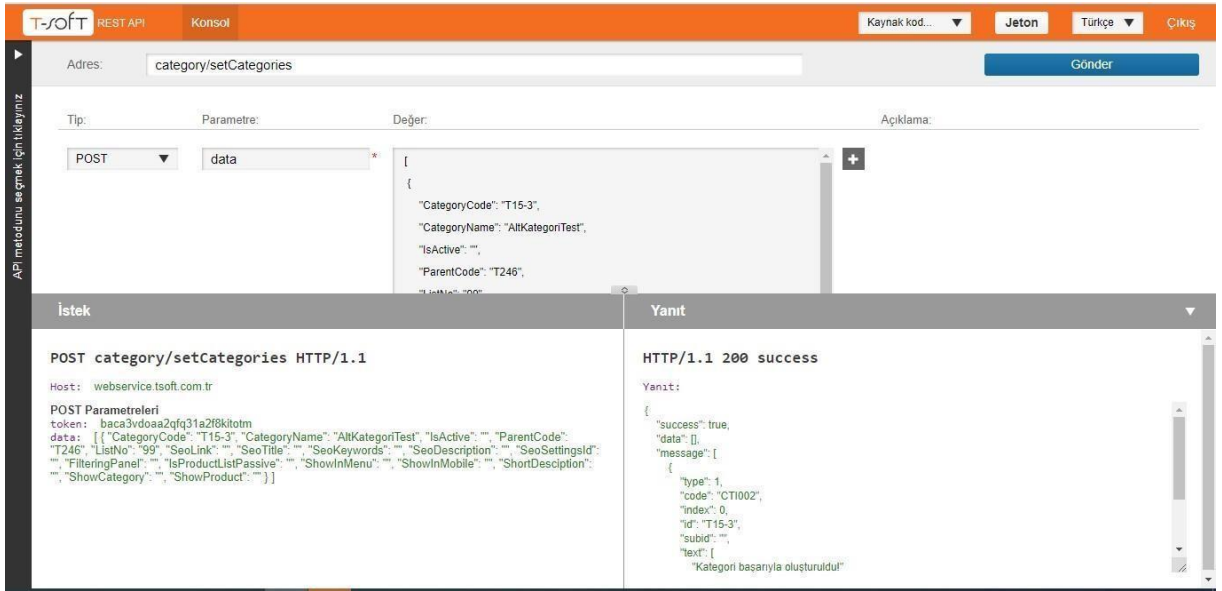 T-SOFT REST API Konsol Kaynak kod... Jeton Türkçe Çıkış
Adres: category/setCategories Gönder
API metodunu seçmek için tıklayınız
Tip: Parametre: Değer: Açıklama:
POST data *
[
{
"CategoryCode": "T15-3",
"CategoryName": "AltKategoriTest",
"IsActive": "",
"ParentCode": "T246",
"ListNo": "99",
İstek
POST category/setCategories HTTP/1.1
Host: webservice.tsoft.com.tr
POST Parametreleri
token: baca3vdoaa2qfq31a2f8kitotm
data: [ { "CategoryCode": "T15-3", "CategoryName": "AltKategoriTest", "IsActive": "", "ParentCode":
"T246", "ListNo": "99", "SeoLink": "", "SeoTitle": "", "SeoKeywords": "", "SeoDescription": "", "SeoSettingsId":
"", "FilteringPanel": "", "IsProductListPassive": "", "ShowInMenu": "", "ShowInMobile": "", "ShortDesciption":
"", "ShowCategory": "", "ShowProduct": "" } ]
Yanıt
HTTP/1.1 200 success
Yanıt:
{
"success": true,
"data": [],
"message": [
{
"type": 1,
"code": "CTI002",
"index": 0,
"id": "T15-3",
"subid": "",
"text": [
"Kategori başarıyla oluşturuldu!"